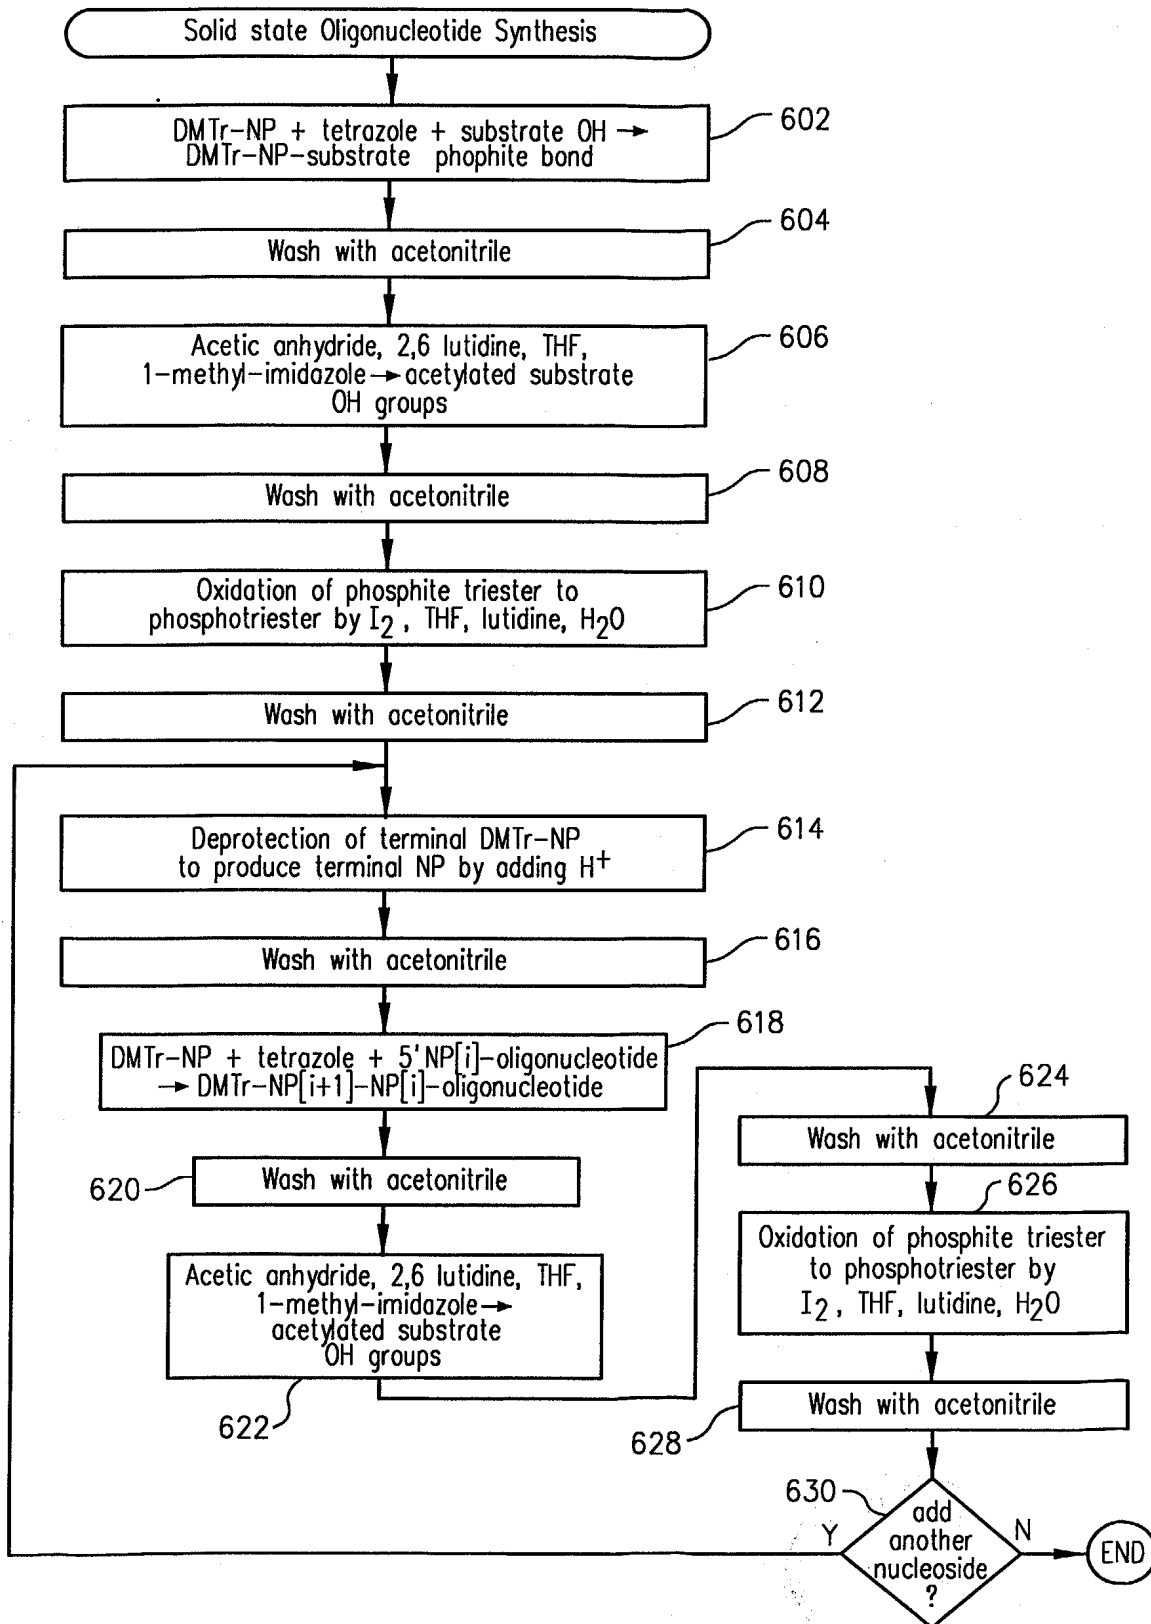 Solid state Oligonucleotide Synthesis
DMTr-NP + tetrazole + substrate OH →
DMTr-NP-substrate phophite bond
602
Wash with acetonitrile
604
Acetic anhydride, 2,6 lutidine, THF,
1-methyl-imidazole → acetylated substrate
OH groups
606
Wash with acetonitrile
608
Oxidation of phosphite triester to
phosphotriester by I2 , THF, lutidine, H2O
610
Wash with acetonitrile
612
Deprotection of terminal DMTr-NP
to produce terminal NP by adding H+
614
Wash with acetonitrile
616
DMTr-NP + tetrazole + 5' NP[i]-oligonucleotide
→ DMTr-NP[i+1]-NP[i]-oligonucleotide
618
Wash with acetonitrile
620
Acetic anhydride, 2,6 lutidine, THF,
1-methyl-imidazole →
acetylated substrate
OH groups
622
Wash with acetonitrile
624
Oxidation of phosphite triester
to phosphotriester by
I2 , THF, lutidine, H2O
626
Wash with acetonitrile
628
add
another
nucleoside
?
630
Y
N
END